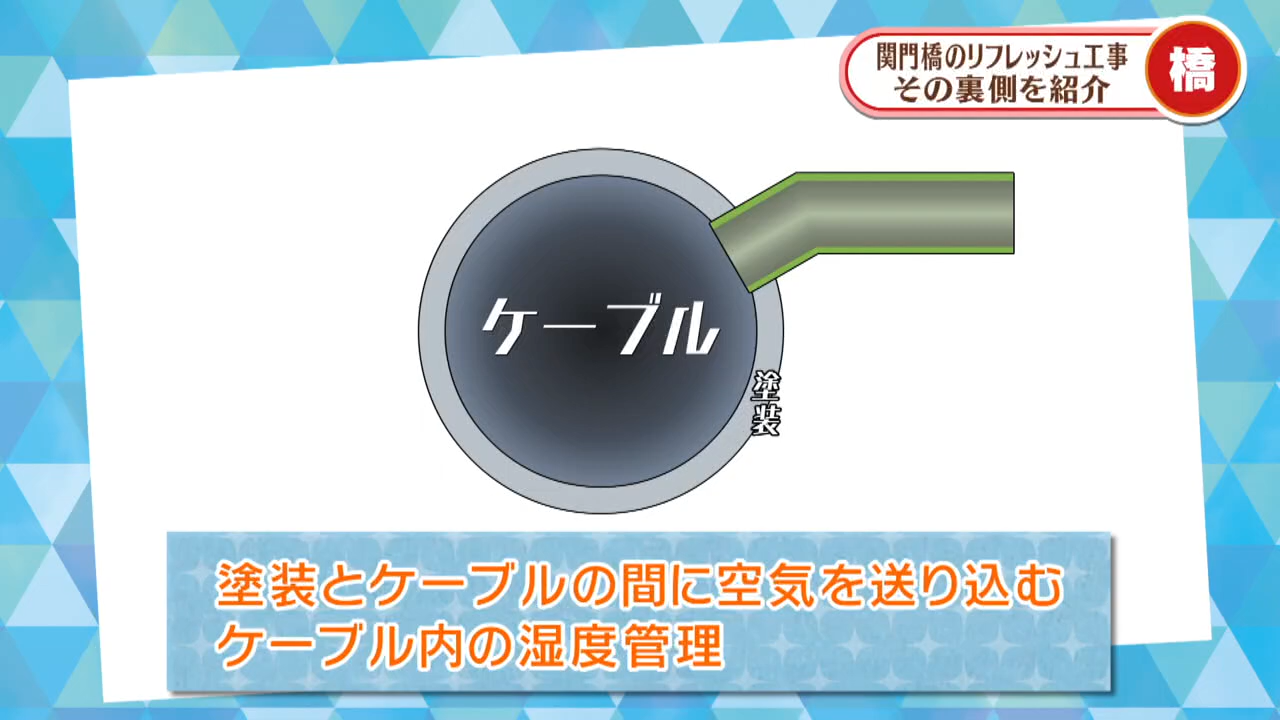 関門橋のリフレッシュ工事
その裏側を紹介
橋
ケーブル
塗装
塗装とケーブルの間に空気を送り込む
ケーブル内の湿度管理